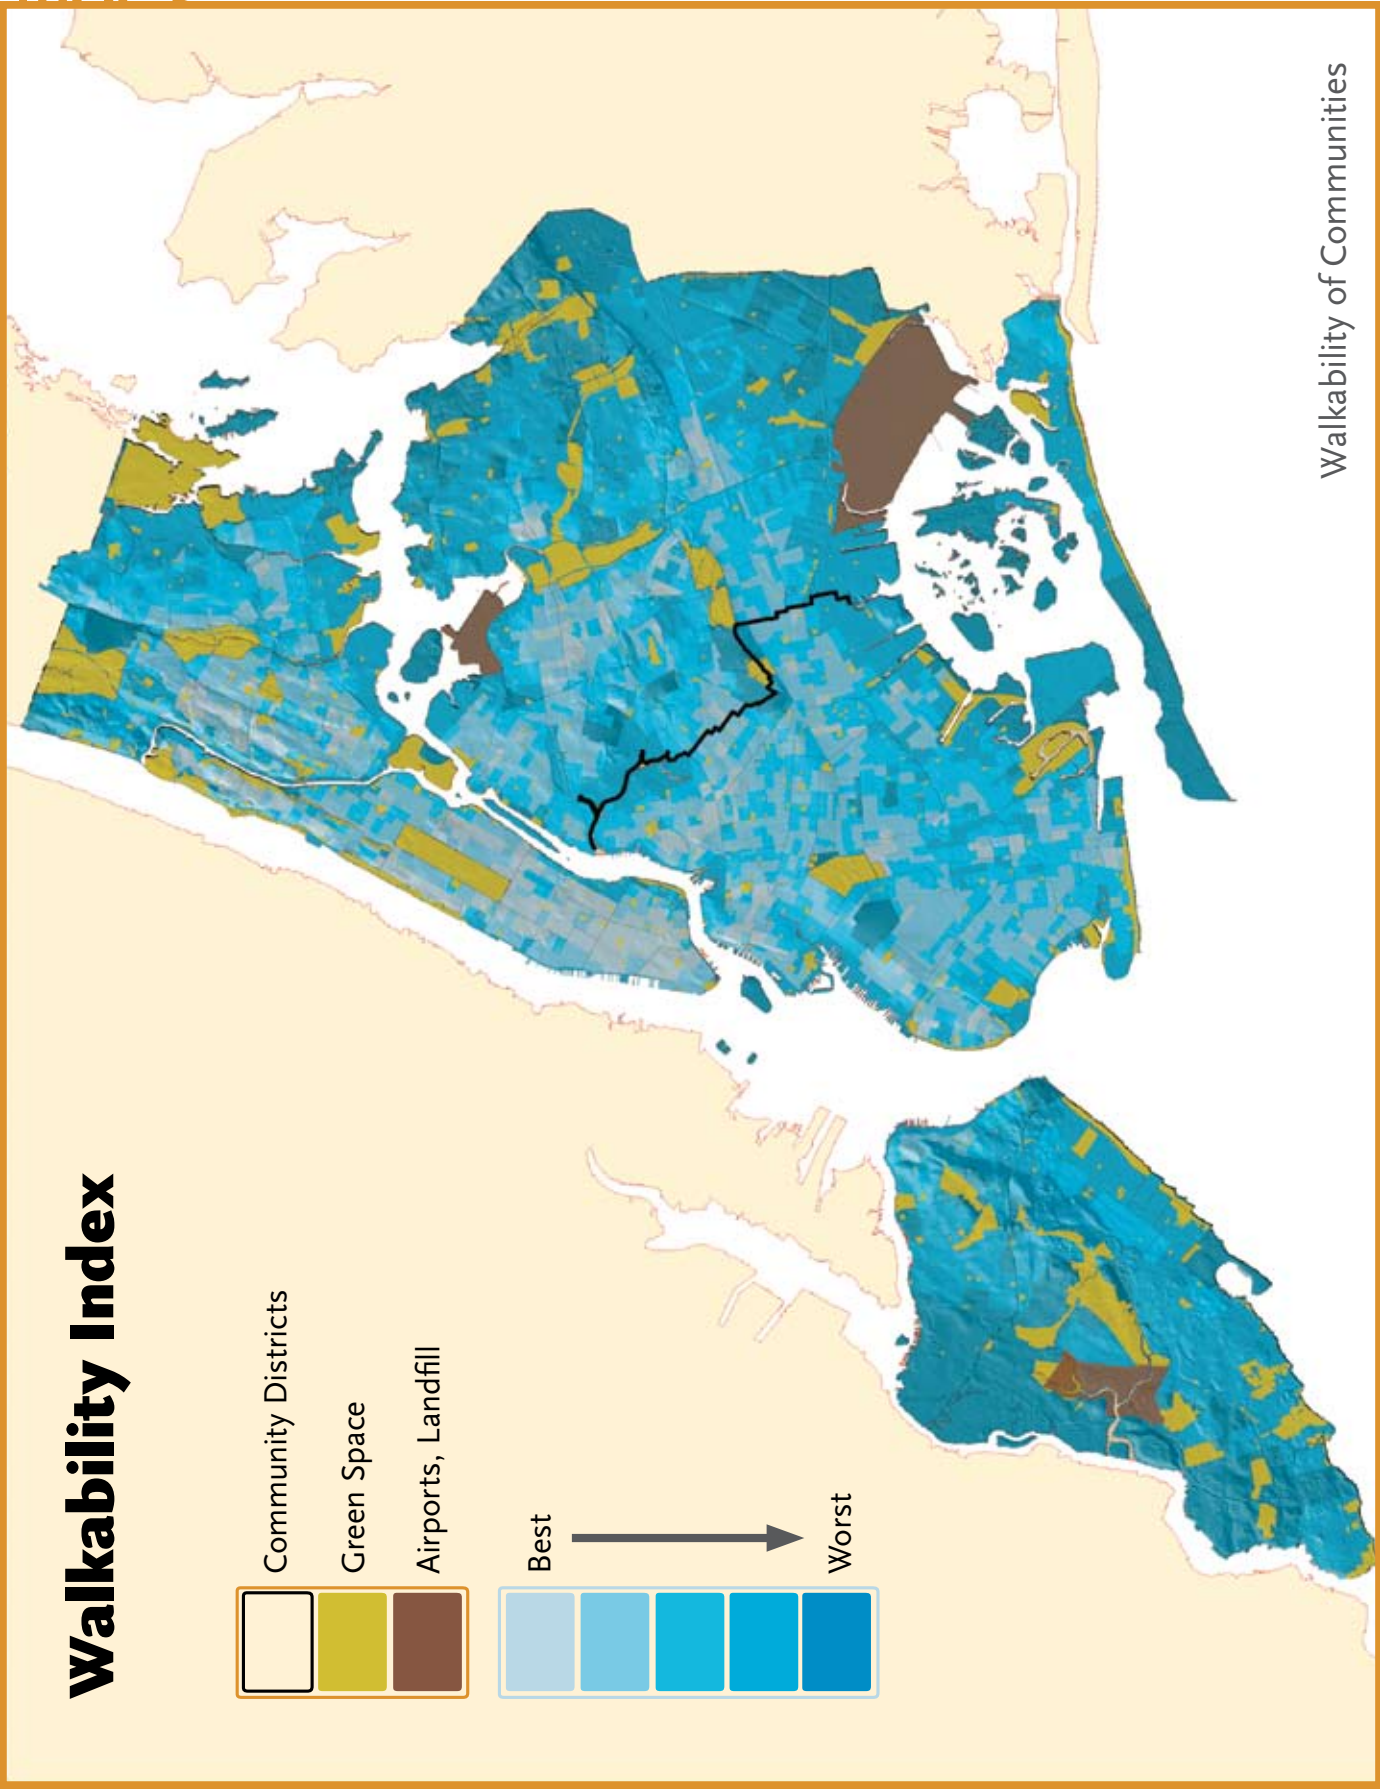 Walkability Index
Community Districts
Green Space
Airports, Landfill
Best
Worst
Walkability of Communities